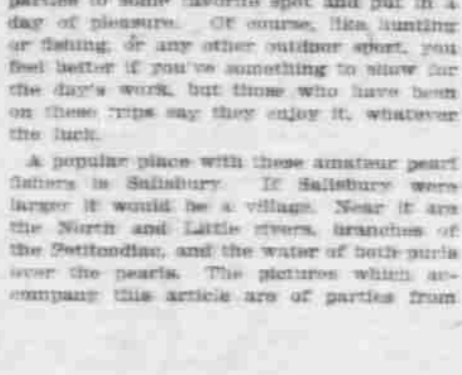 parties to some favorite spot and put in a
day of pleasure. Of course, like hunting
or fishing, or any other outdoor sport, you
feel better if you've something to show for
the day's work, but those who have been
on these trips say they enjoy it, whatever
the luck.
A popular place with these amateur pearl
fishers is Salisbury. If Salisbury were
larger it would be a village. Near it are
the North and Little rivers, branches of
the Petitcodiac, and the water of both purls
over the pearls. The pictures which ac-
company this article are of parties from